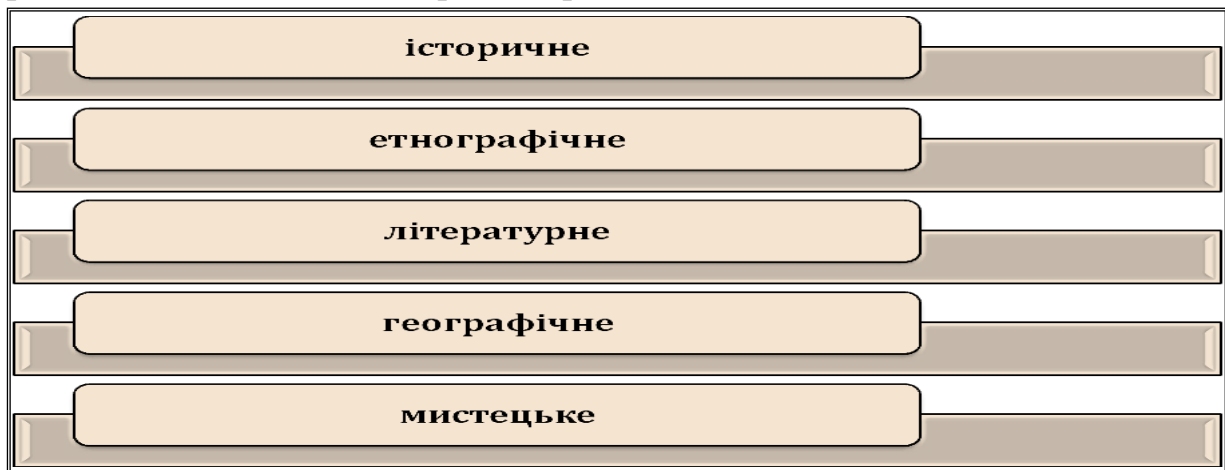 історичне
етнографічне
літературне
географічне
мистецьке